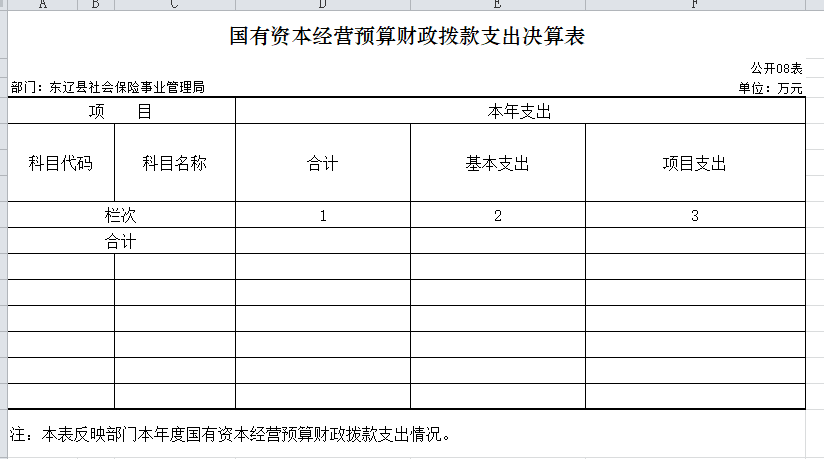 A B C D E F
国有资本经营预算财政拨款支出决算表
公开08表
部门：东辽县社会保险事业管理局 单位：万元
项 目 本年支出
科目代码 科目名称 合计 基本支出 项目支出
栏次 1 2 3
合计
注：本表反映部门本年度国有资本经营预算财政拨款支出情况。